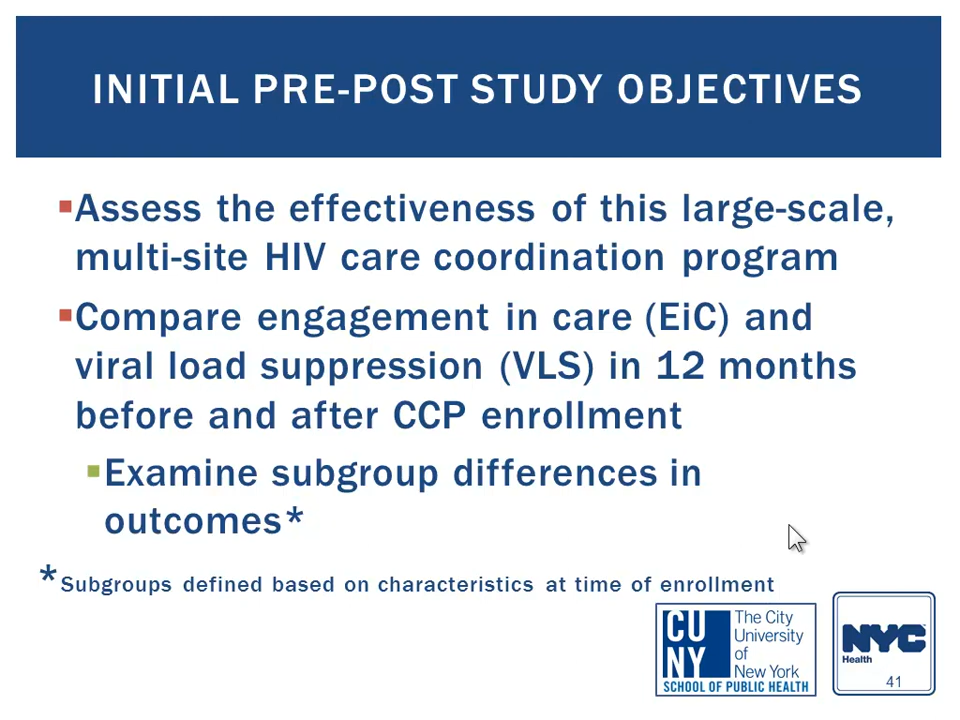 INITIAL PRE-POST STUDY OBJECTIVES
▪Assess the effectiveness of this large-scale,
multi-site HIV care coordination program
▪Compare engagement in care (EiC) and
viral load suppression (VLS) in 12 months
before and after CCP enrollment
▪Examine subgroup differences in
outcomes*
*Subgroups defined based on characteristics at time of enrollment
CU
NY
The City
University
of
New York
SCHOOL OF PUBLIC HEALTH
NYC
Health
41